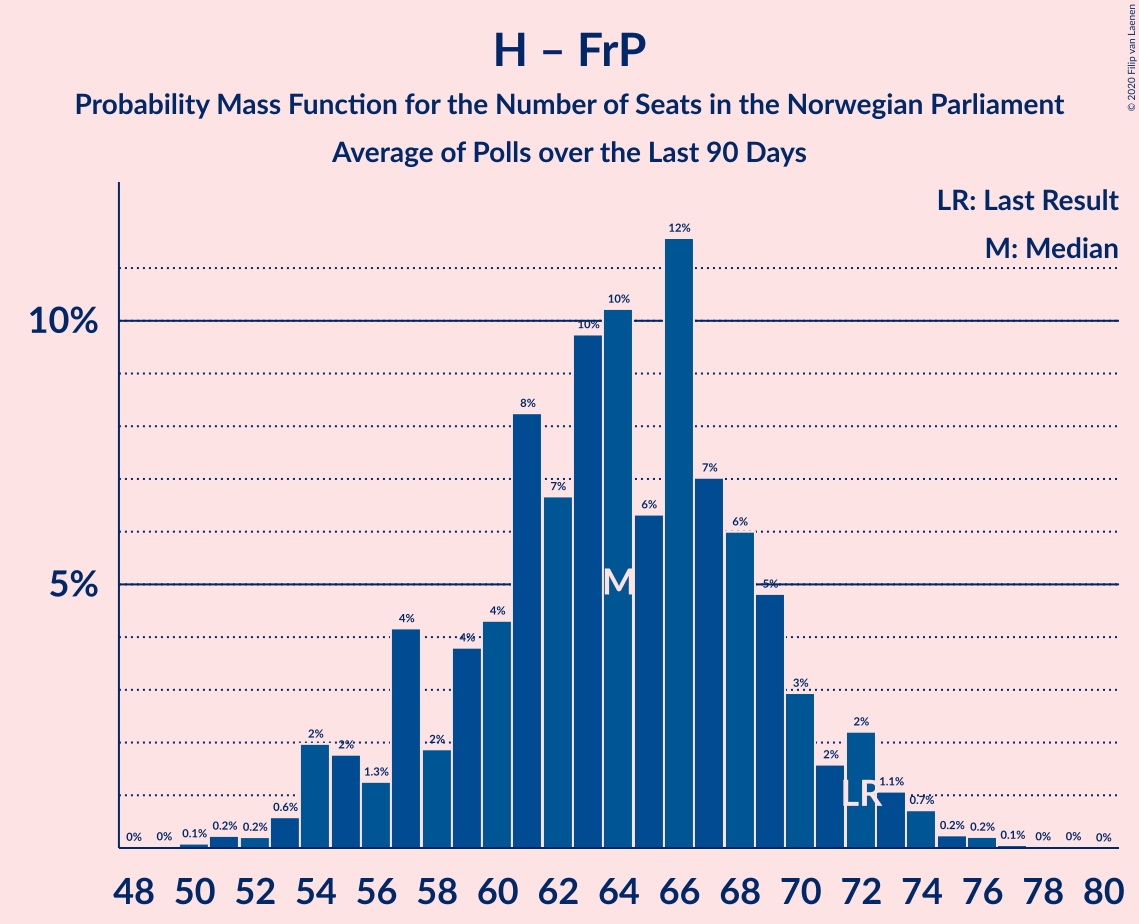 H – FrP
Probability Mass Function for the Number of Seats in the Norwegian Parliament
Average of Polls over the Last 90 Days
© 2020 Filip van Laenen
LR: Last Result
M: Median
10%
5%
0% 0% 0.1% 0.2% 0.2% 0.6% 2% 2% 1.3% 4% 2% 4% 4% 8% 7% 10% 10% 6% 12% 7% 6% 5% 3% 2% 2% 1.1% 0.7% 0.2% 0.2% 0.1% 0% 0% 0%
M
LR
48 50 52 54 56 58 60 62 64 66 68 70 72 74 76 78 80